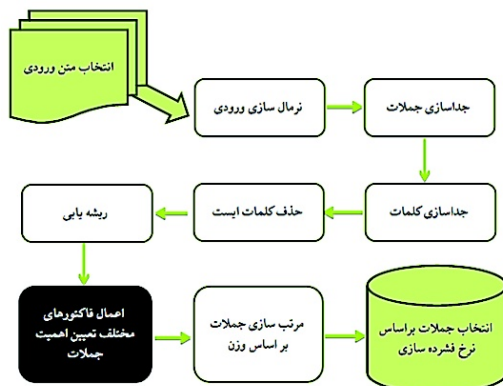 انتخاب متن ورودی
نرمال سازی ورودی
جداسازی جملات
جداسازی کلمات
حذف کلمات ایست
ریشه یابی
اعمال فاکتورهای
مختلف تعیین اهمیت
جملات
مرتب سازی جملات
بر اساس وزن
انتخاب جملات براساس
نرخ فشرده سازی